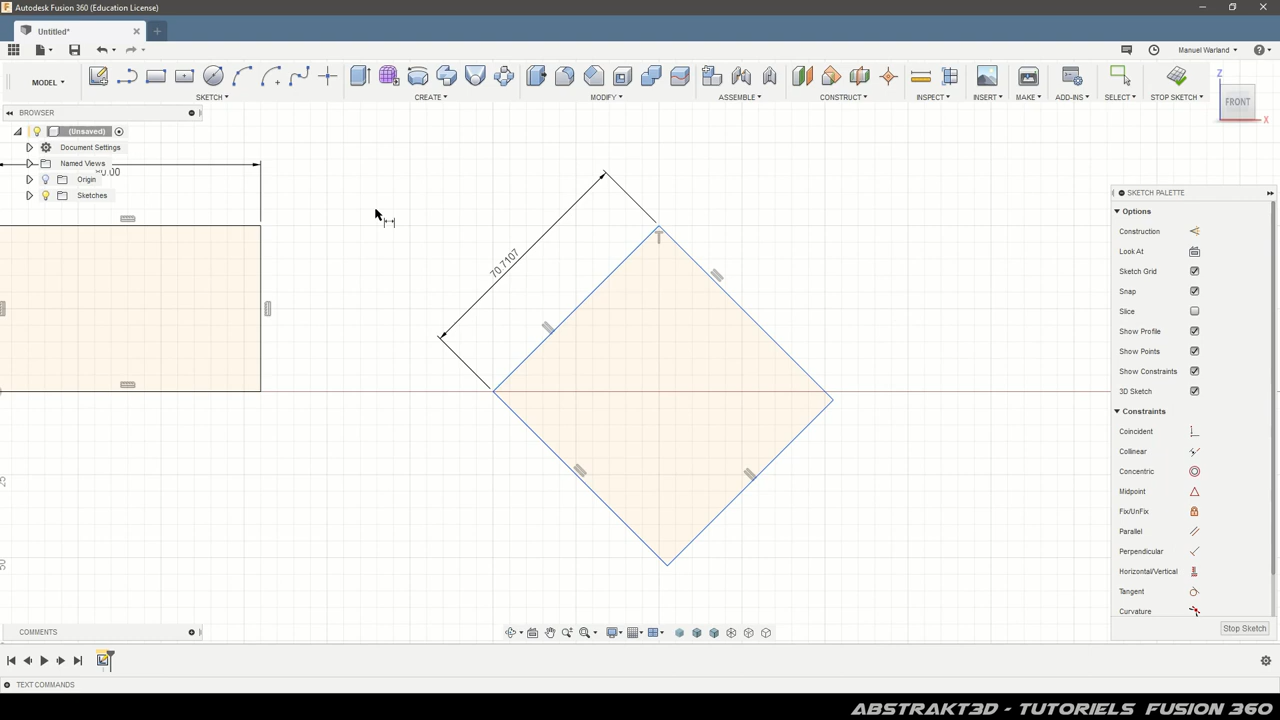 Autodesk Fusion 360 (Education License)
Untitled*
Manuel Warland
MODEL
SKETCH
CREATE
MODIFY
ASSEMBLE
CONSTRUCT
INSPECT
INSERT
MAKE
ADD-INS
SELECT
STOP SKETCH
BROWSER
(Unsaved)
Document Settings
Named Views
Origin
Sketches
Z
FRONT
X
70.7107
25
50
SKETCH PALETTE
Options
Construction
Look At
Sketch Grid
Snap
Slice
Show Profile
Show Points
Show Constraints
3D Sketch
Constraints
Coincident
Collinear
Concentric
Midpoint
Fix/UnFix
Parallel
Perpendicular
Horizontal/Vertical
Tangent
Curvature
Stop Sketch
COMMENTS
TEXT COMMANDS
ABSTRAKT3D - TUTORIELS FUSION 360